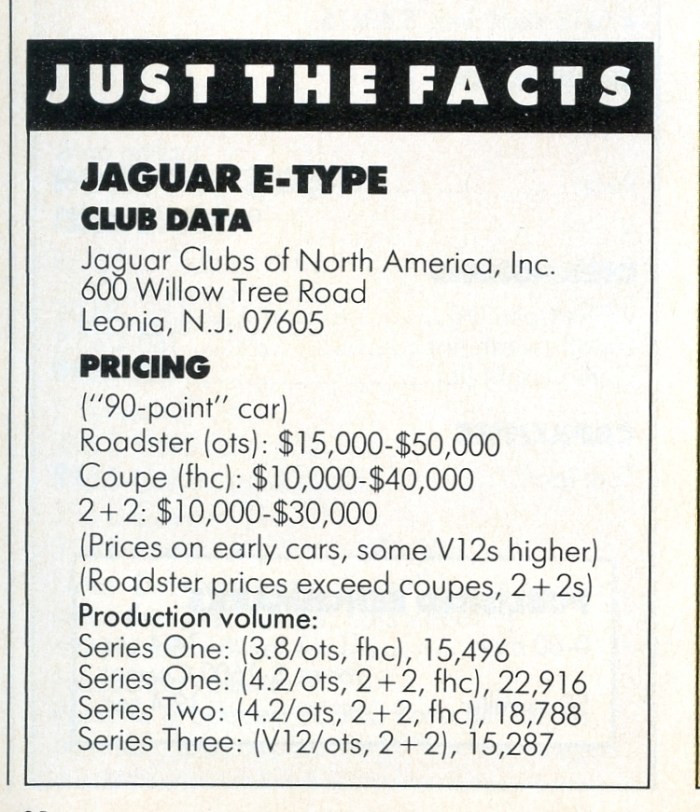 JUST THE FACTS
JAGUAR E-TYPE
CLUB DATA
Jaguar Clubs of North America, Inc.
600 Willow Tree Road
Leonia, N.J. 07605
PRICING
("90-point" car)
Roadster (ots): $15,000-$50,000
Coupe (fhc): $10,000-$40,000
2+2: $10,000-$30,000
(Prices on early cars, some V12s higher)
(Roadster prices exceed coupes, 2+2s)
Production volume:
Series One: (3.8/ots, fhc), 15,496
Series One: (4.2/ots, 2+2, fhc), 22,916
Series Two: (4.2/ots, 2+2, fhc), 18,788
Series Three: (V12/ots, 2+2), 15,287